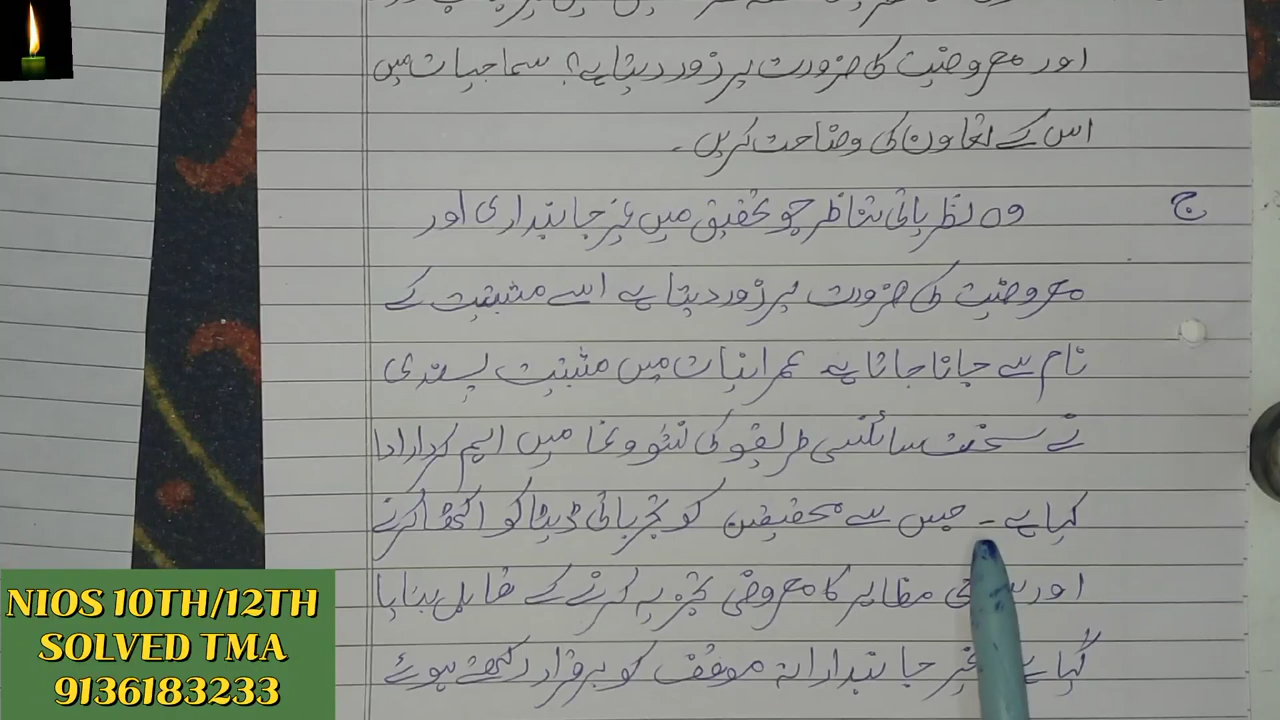 اور معروضیت کی ضرورت پر زور دیتا ہے؟ سماجیات میں
اس کے تعاون کی وضاحت کریں۔
ج وہ نظریاتی تناظر جو تحقیق میں غیر جانبداری اور
معروضیت کی ضرورت پر زور دیتا ہے اسے مثبتیت کے
نام سے جانا جاتا ہے عمرانیات میں مثبتیت پسندی
نے سخت سائنسی طریقو کی نشوونما میں اہم کردار ادا
کیا ہے۔ جس سے محققین کو تجرباتی ڈیٹا کو اکٹھا کرنے
اور مظاہر کا معروضی تجزیہ کرنے کے قابل بنایا
گیا ہے غیر جانبدارانہ موقف کو برقرار رکھتے ہوئے
NIOS 10TH/12TH
SOLVED TMA
9136183233